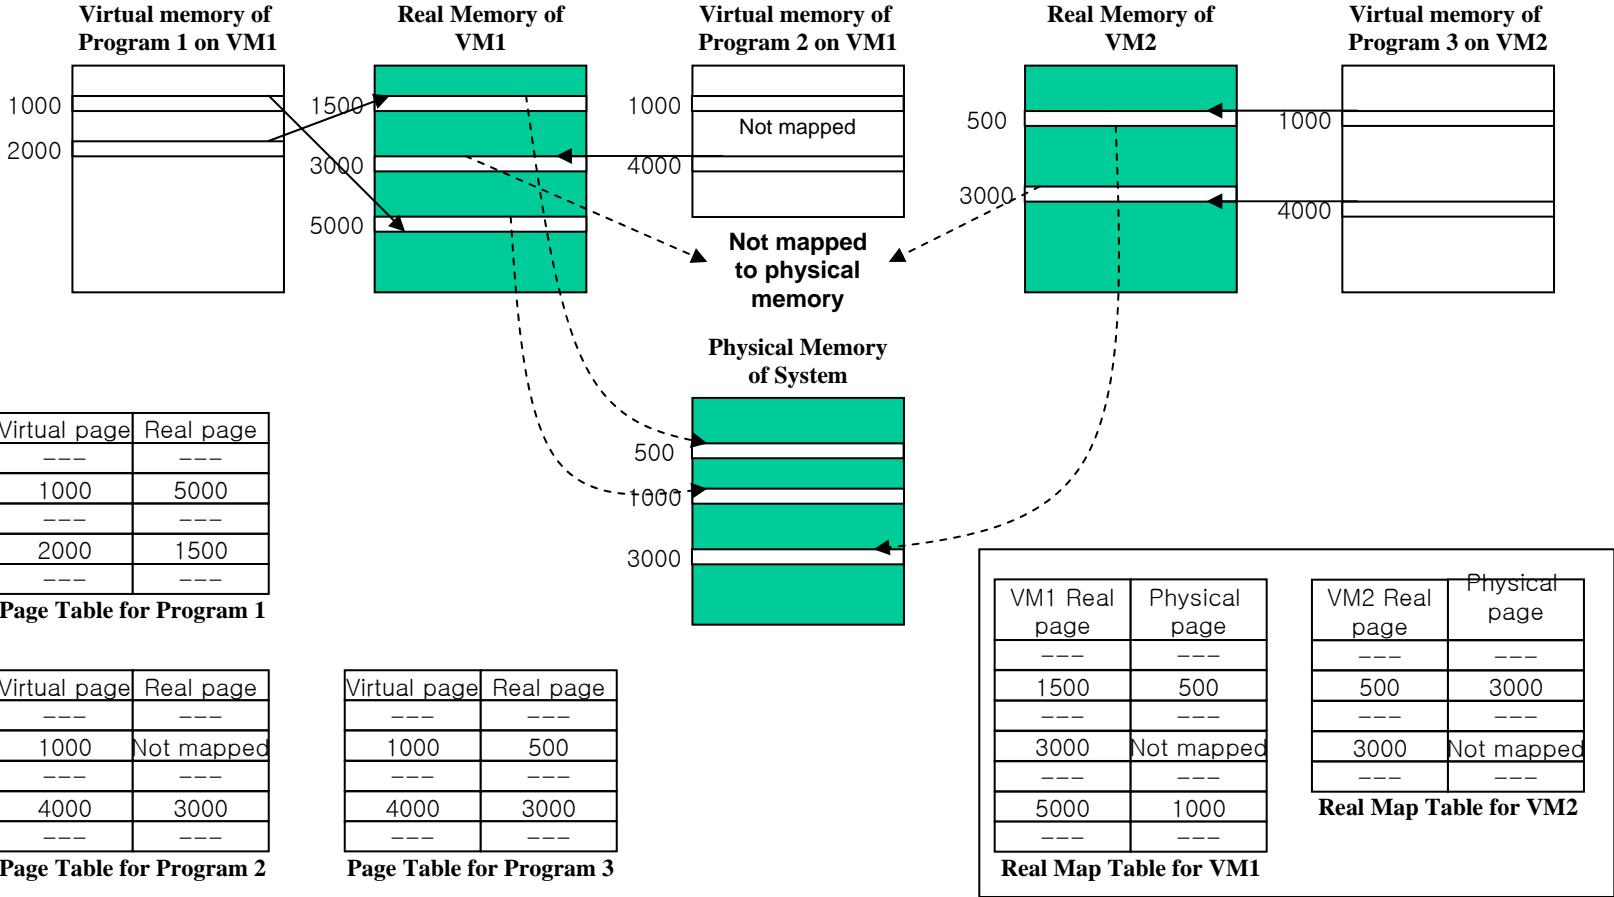 Virtual memory of
Program 1 on VM1
Real Memory of
VM1
Virtual memory of
Program 2 on VM1
Real Memory of
VM2
Virtual memory of
Program 3 on VM2
1000
2000
1500
3000
5000
1000
Not mapped
4000
500
3000
1000
4000
Not mapped
to physical
memory
Physical Memory
of System
500
1000
3000
Virtual page Real page
--- ---
1000 5000
--- ---
2000 1500
--- ---
Page Table for Program 1
Virtual page Real page
--- ---
1000 Not mapped
--- ---
4000 3000
--- ---
Page Table for Program 2
Virtual page Real page
--- ---
1000 500
--- ---
4000 3000
--- ---
Page Table for Program 3
VM1 Real Physical
page page
--- ---
1500 500
--- ---
3000 Not mapped
--- ---
5000 1000
--- ---
Real Map Table for VM1
VM2 Real Physical
page page
--- ---
500 3000
--- ---
3000 Not mapped
--- ---
Real Map Table for VM2